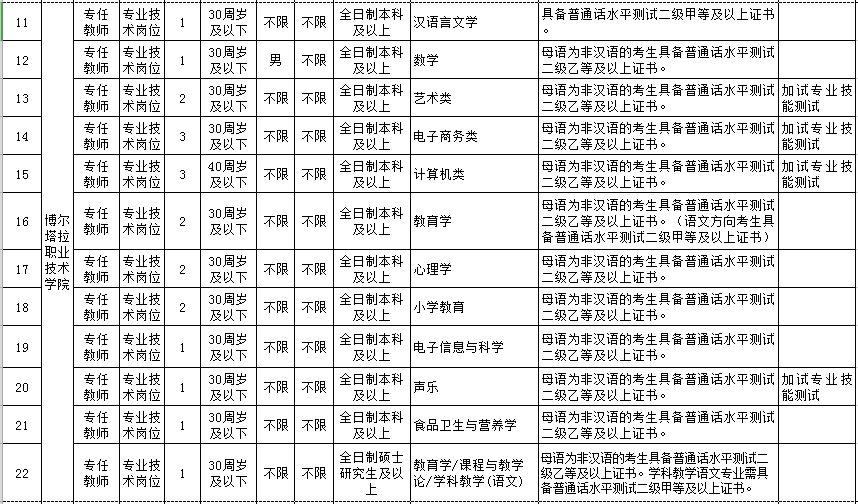 11 专任教师 专业技术岗位 1 30周岁及以下 不限 不限 全日制本科及以上 汉语言文学 具备普通话水平测试二级甲等及以上证书。
12 专任教师 专业技术岗位 1 30周岁及以下 男 不限 全日制本科及以上 数学 母语为非汉语的考生具备普通话水平测试二级乙等及以上证书。
13 专任教师 专业技术岗位 2 30周岁及以下 不限 不限 全日制本科及以上 艺术类 母语为非汉语的考生具备普通话水平测试二级乙等及以上证书。 加试专业技能测试
14 专任教师 专业技术岗位 3 30周岁及以下 不限 不限 全日制本科及以上 电子商务类 母语为非汉语的考生具备普通话水平测试二级乙等及以上证书。 加试专业技能测试
15 专任教师 专业技术岗位 3 40周岁及以下 不限 不限 全日制本科及以上 计算机类 母语为非汉语的考生具备普通话水平测试二级乙等及以上证书。 加试专业技能测试
博尔塔拉职业技术学院
16 专任教师 专业技术岗位 2 30周岁及以下 不限 不限 全日制本科及以上 教育学 母语为非汉语的考生具备普通话水平测试二级乙等及以上证书。（语文方向考生具备普通话水平测试二级甲等及以上证书）
17 专任教师 专业技术岗位 2 30周岁及以下 不限 不限 全日制本科及以上 心理学 母语为非汉语的考生具备普通话水平测试二级乙等及以上证书。
18 专任教师 专业技术岗位 2 30周岁及以下 不限 不限 全日制本科及以上 小学教育 母语为非汉语的考生具备普通话水平测试二级乙等及以上证书。
19 专任教师 专业技术岗位 1 30周岁及以下 不限 不限 全日制本科及以上 电子信息与科学 母语为非汉语的考生具备普通话水平测试二级乙等及以上证书。
20 专任教师 专业技术岗位 1 30周岁及以下 不限 不限 全日制本科及以上 声乐 母语为非汉语的考生具备普通话水平测试二级乙等及以上证书。 加试专业技能测试
21 专任教师 专业技术岗位 1 30周岁及以下 不限 不限 全日制本科及以上 食品卫生与营养学 母语为非汉语的考生具备普通话水平测试二级乙等及以上证书。
22 专任教师 专业技术岗位 1 30周岁及以下 不限 不限 全日制硕士研究生及以上 教育学/课程与教学论/学科教学(语文) 母语为非汉语的考生具备普通话水平测试二级乙等及以上证书。学科教学语文专业需具备普通话水平测试二级甲等及以上证书。